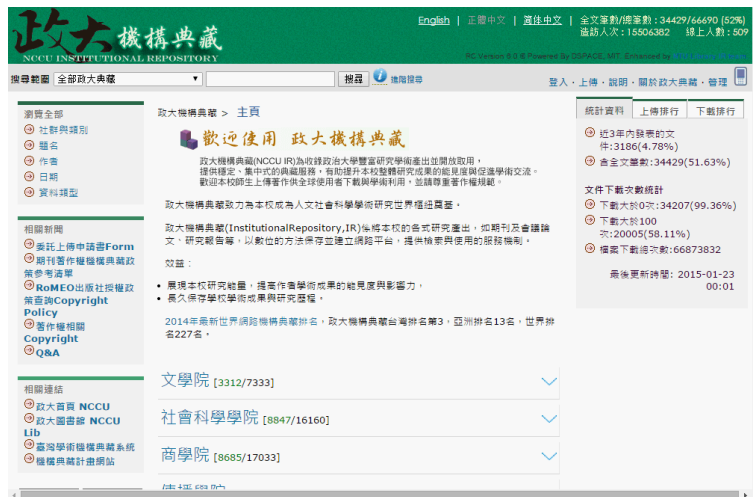 政大機構典藏
NCCU INSTITUTIONAL REPOSITORY
English | 正體中文 | 简体中文 | 全文筆數/總筆數 : 34429/66690 (52%)
造訪人次 : 15506382 線上人數 : 509
搜尋範圍 全部政大典藏 搜尋 進階搜尋
登入 · 上傳 · 說明 · 關於政大典藏 · 管理
瀏覽全部
社群與類別
題名
作者
日期
資料類型
相關新聞
委託上傳申請書Form
期刊著作權機構典藏政
策參考清單
RoMEO出版社授權政
策查詢Copyright
Policy
著作權相關
Copyright
Q&A
相關連結
政大首頁 NCCU
政大圖書館 NCCU
Lib
臺灣學術機構典藏系統
機構典藏計畫網站
政大機構典藏 > 主頁
歡迎使用 政大機構典藏
政大機構典藏(NCCU IR)為收錄政治大學豐富研究學術產出並開放取用，
提供穩定、集中式的典藏服務，有助提升本校整體研究成果的能見度與促進學術交流。
歡迎本校師生上傳著作供全球使用者下載與學術利用，並請尊重著作權規範。
政大機構典藏致力為本校成為人文社會科學學術研究世界樞紐奠基。
政大機構典藏(InstitutionalRepository,IR)係將本校的各式研究產出，如期刊及會議論
文、研究報告等，以數位的方法保存並建立網路平台，提供檢索與使用的服務機制。
效益：
• 展現本校研究能量，提高作者學術成果的能見度與影響力，
• 長久保存學校學術成果與研究歷程。
2014年最新世界網路機構典藏排名，政大機構典藏台灣排名第3，亞洲排名13名，世界排
名227名。
文學院 [3312/7333]
社會科學學院 [8847/16160]
商學院 [8685/17033]
傳播學院
統計資料 上傳排行 下載排行
近3年內發表的文
件:3186(4.78%)
含全文筆數:34429(51.63%)
文件下載次數統計
下載大於0次:34207(99.36%)
下載大於100
次:20005(58.11%)
檔案下載總次數:66873832
最後更新時間: 2015-01-23
00:01